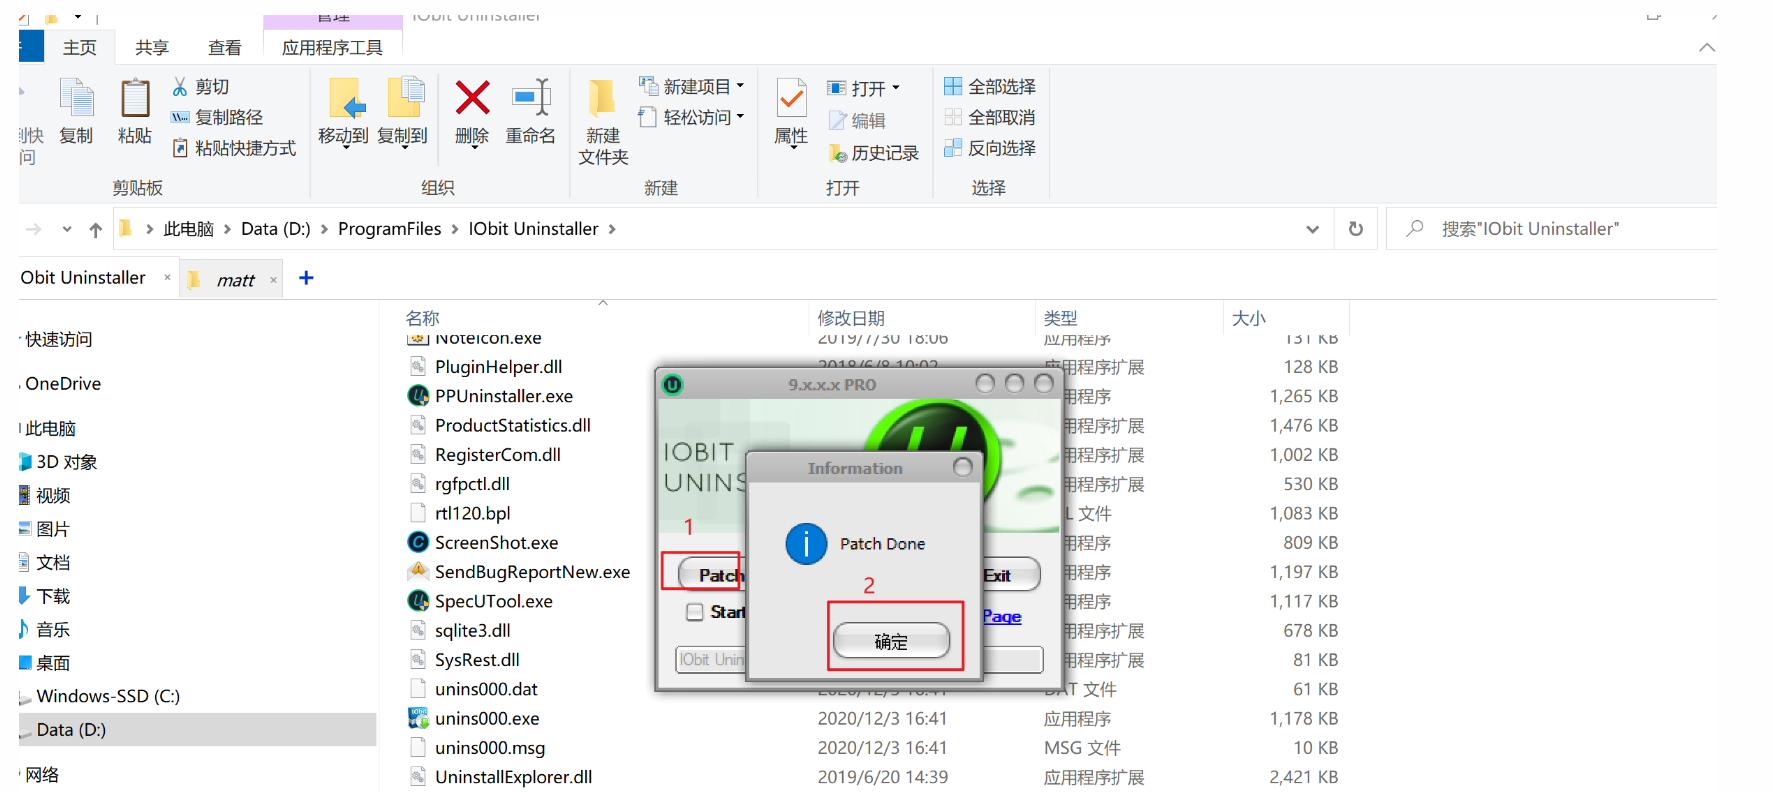 管理
IObit Uninstaller
主页 共享 查看 应用程序工具
复制
粘贴
剪切
复制路径
粘贴快捷方式
剪贴板
移动到
复制到
删除
重命名
组织
新建
文件夹
新建项目
轻松访问
新建
属性
打开
编辑
历史记录
打开
全部选择
全部取消
反向选择
选择
此电脑 > Data (D:) > ProgramFiles > IObit Uninstaller >
搜索"IObit Uninstaller"
Obit Uninstaller ×
matt ×
+
快速访问
OneDrive
此电脑
3D 对象
视频
图片
文档
下载
音乐
桌面
Windows-SSD (C:)
Data (D:)
网络
名称 修改日期 类型 大小
NoteIcon.exe 2019/7/30 18:06 应用程序 131 KB
PluginHelper.dll 2018/6/8 10:02 应用程序扩展 128 KB
PPUninstaller.exe 用程序 1,265 KB
ProductStatistics.dll 用程序扩展 1,476 KB
RegisterCom.dll 用程序扩展 1,002 KB
rgfpctl.dll 用程序扩展 530 KB
rtl120.bpl L 文件 1,083 KB
ScreenShot.exe 用程序 809 KB
SendBugReportNew.exe 用程序 1,197 KB
SpecUTool.exe 用程序 1,117 KB
sqlite3.dll 用程序扩展 678 KB
SysRest.dll 用程序扩展 81 KB
unins000.dat 2020/12/3 16:41 DAT 文件 61 KB
unins000.exe 2020/12/3 16:41 应用程序 1,178 KB
unins000.msg 2020/12/3 16:41 MSG 文件 10 KB
UninstallExplorer.dll 2019/6/20 14:39 应用程序扩展 2,421 KB
9.x.x.x PRO
IOBIT
UNINS
1
Patch
Exit
Start
Page
IObit Unin
Information
Patch Done
2
确定